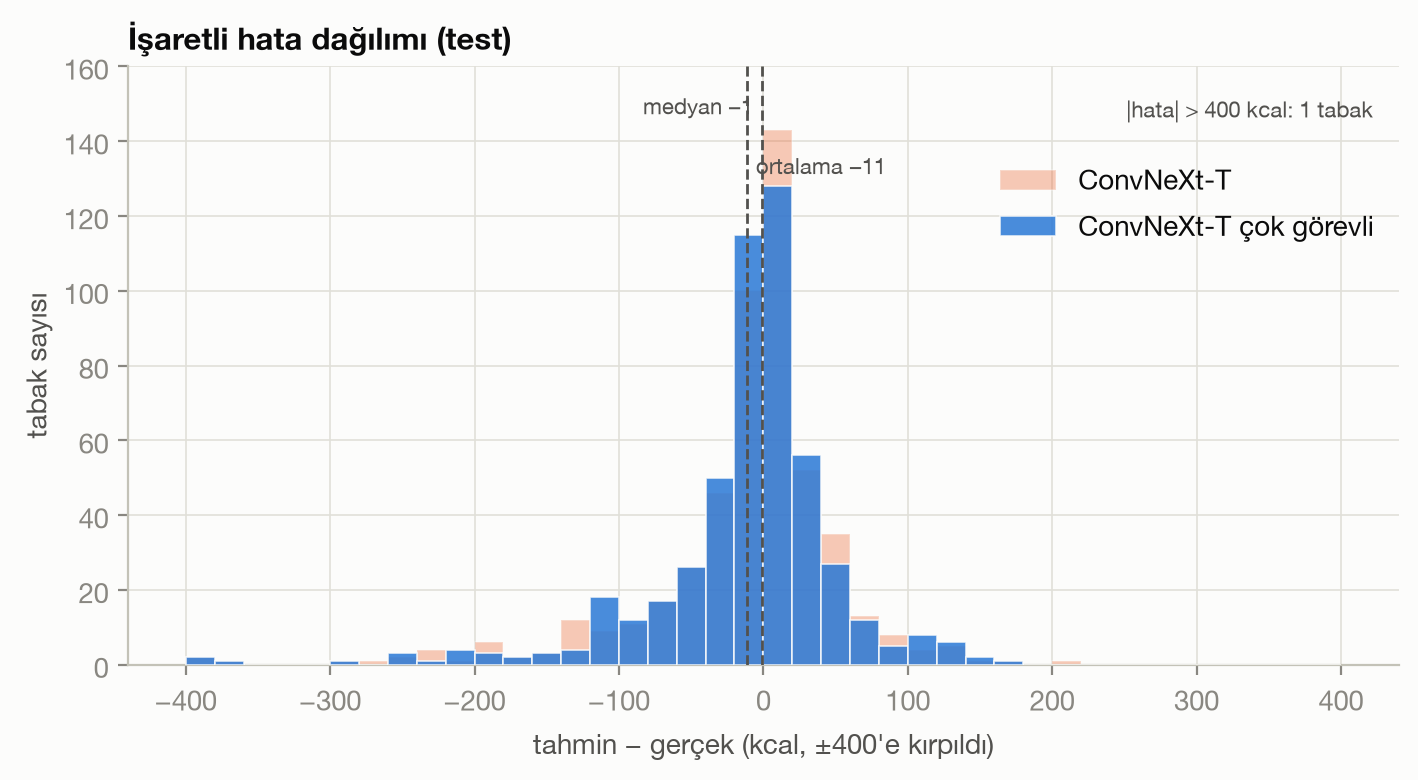 İşaretli hata dağılımı (test)
160
140
120
100
80
60
40
20
0
tabak sayısı
medyan −1
ortalama −11
|hata| > 400 kcal: 1 tabak
ConvNeXt-T
ConvNeXt-T çok görevli
−400
−300
−200
−100
0
100
200
300
400
tahmin − gerçek (kcal, ±400'e kırpıldı)